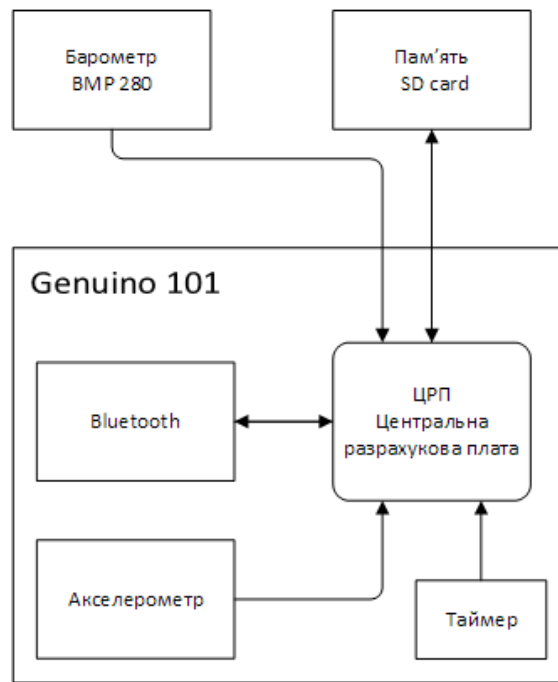 Барометр
BMP 280
Пам’ять
SD card
Genuino 101
Bluetooth
ЦРП
Центральна
разрахукова плата
Акселерометр
Таймер